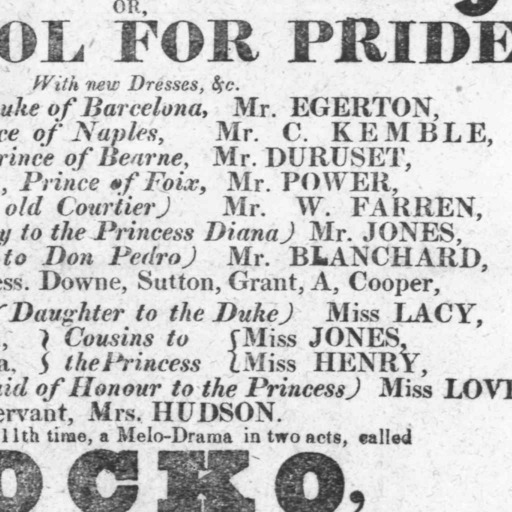 OR,
OL FOR PRIDE
With new Dresses, &c.
uke of Barcelona, Mr. EGERTON,
ce of Naples, Mr. C. KEMBLE,
rince of Bearne, Mr. DURUSET,
, Prince of Foix, Mr. POWER,
old Courtier) Mr. W. FARREN,
y to the Princess Diana) Mr. JONES,
to Don Pedro) Mr. BLANCHARD,
ess. Downe, Sutton, Grant, A, Cooper,
(Daughter to the Duke) Miss LACY,
, } Cousins to { Miss JONES,
a, } the Princess { Miss HENRY,
aid of Honour to the Princess) Miss LOVE
ervant, Mrs. HUDSON.
11th time, a Melo-Drama in two acts, called
OCKO,